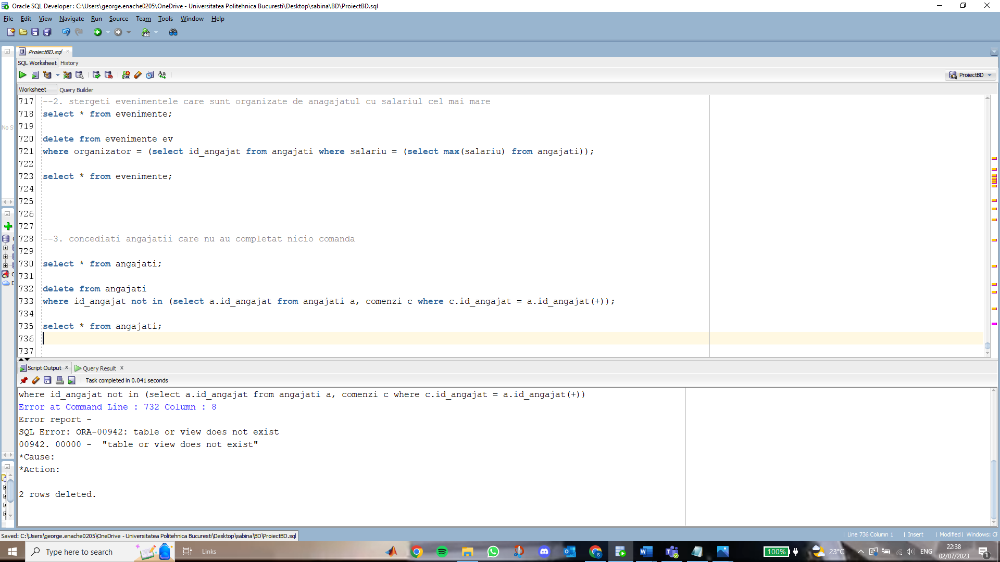 Oracle SQL Developer : C:\Users\george.enache0205\OneDrive - Universitatea Politehnica Bucuresti\Desktop\sabina\BD\ProiectBD.sql
File Edit View Navigate Run Source Team Tools Window Help
ProiectBD.sql
SQL Worksheet History
ProiectBD
Worksheet Query Builder
717 --2. stergeti evenimentele care sunt organizate de anagajatul cu salariul cel mai mare
718 select * from evenimente;
719
720 delete from evenimente ev
721 where organizator = (select id_angajat from angajati where salariu = (select max(salariu) from angajati));
722
723 select * from evenimente;
724
725
726
727
728 --3. concediati angajatii care nu au completat nicio comanda
729
730 select * from angajati;
731
732 delete from angajati
733 where id_angajat not in (select a.id_angajat from angajati a, comenzi c where c.id_angajat = a.id_angajat(+));
734
735 select * from angajati;
736
737
No S
Script Output Query Result
Task completed in 0.041 seconds
where id_angajat not in (select a.id_angajat from angajati a, comenzi c where c.id_angajat = a.id_angajat(+))
Error at Command Line : 732 Column : 8
Error report -
SQL Error: ORA-00942: table or view does not exist
00942. 00000 - "table or view does not exist"
*Cause:
*Action:
2 rows deleted.
Saved: C:\Users\george.enache0205\OneDrive - Universitatea Politehnica Bucuresti\Desktop\sabina\BD\ProiectBD.sql
Line 736 Column 1 Insert Modified Windows: CF
Type here to search Links 100% 23°C ENG 22:38
02/07/2023 1